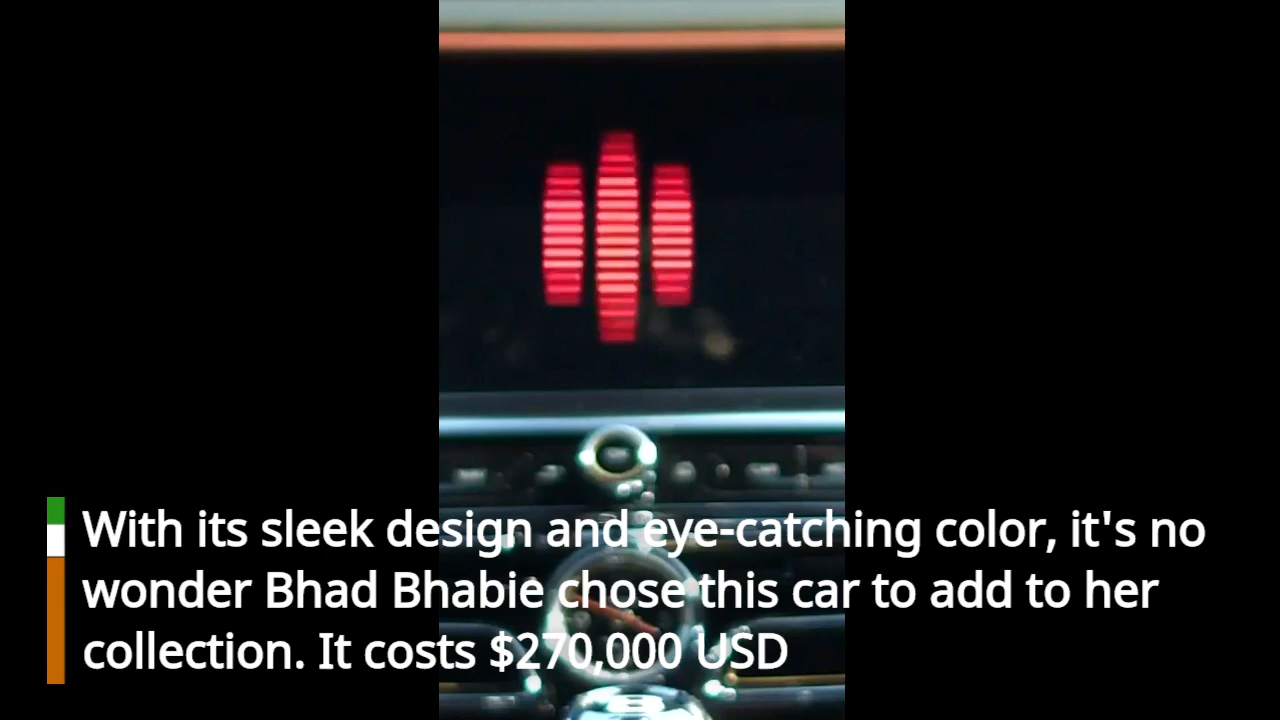 With its sleek design and eye-catching color, it's no
wonder Bhad Bhabie chose this car to add to her
collection. It costs $270,000 USD